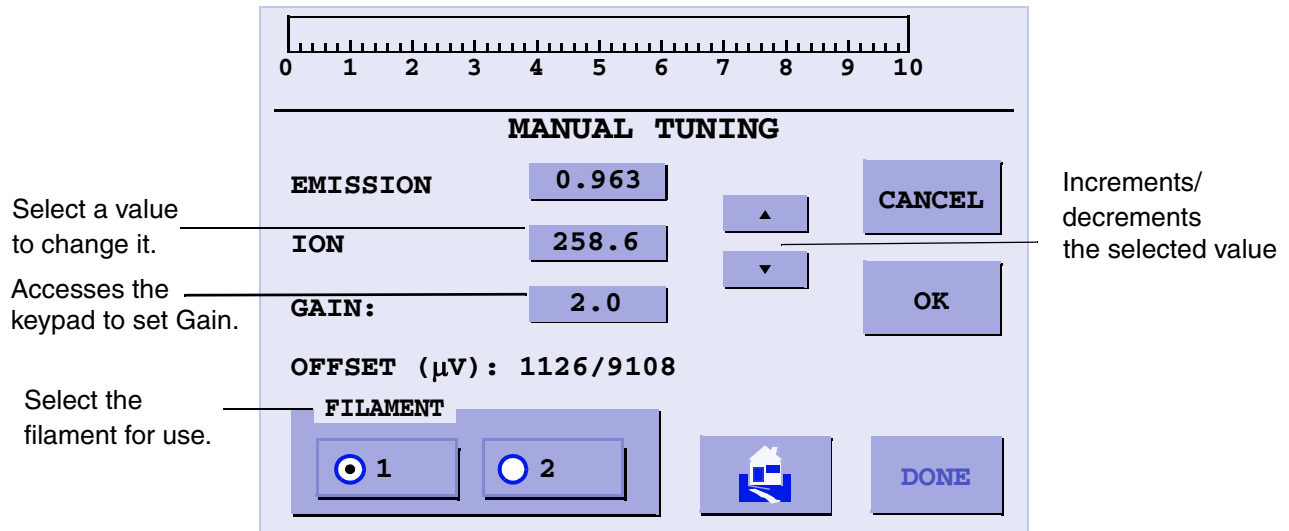 0 1 2 3 4 5 6 7 8 9 10
MANUAL TUNING
EMISSION 0.963
CANCEL
Increments/
decrements
the selected value
Select a value
to change it.
ION 258.6
Accesses the
keypad to set Gain.
GAIN: 2.0
OK
OFFSET (µV): 1126/9108
Select the
filament for use.
FILAMENT
1 2
DONE